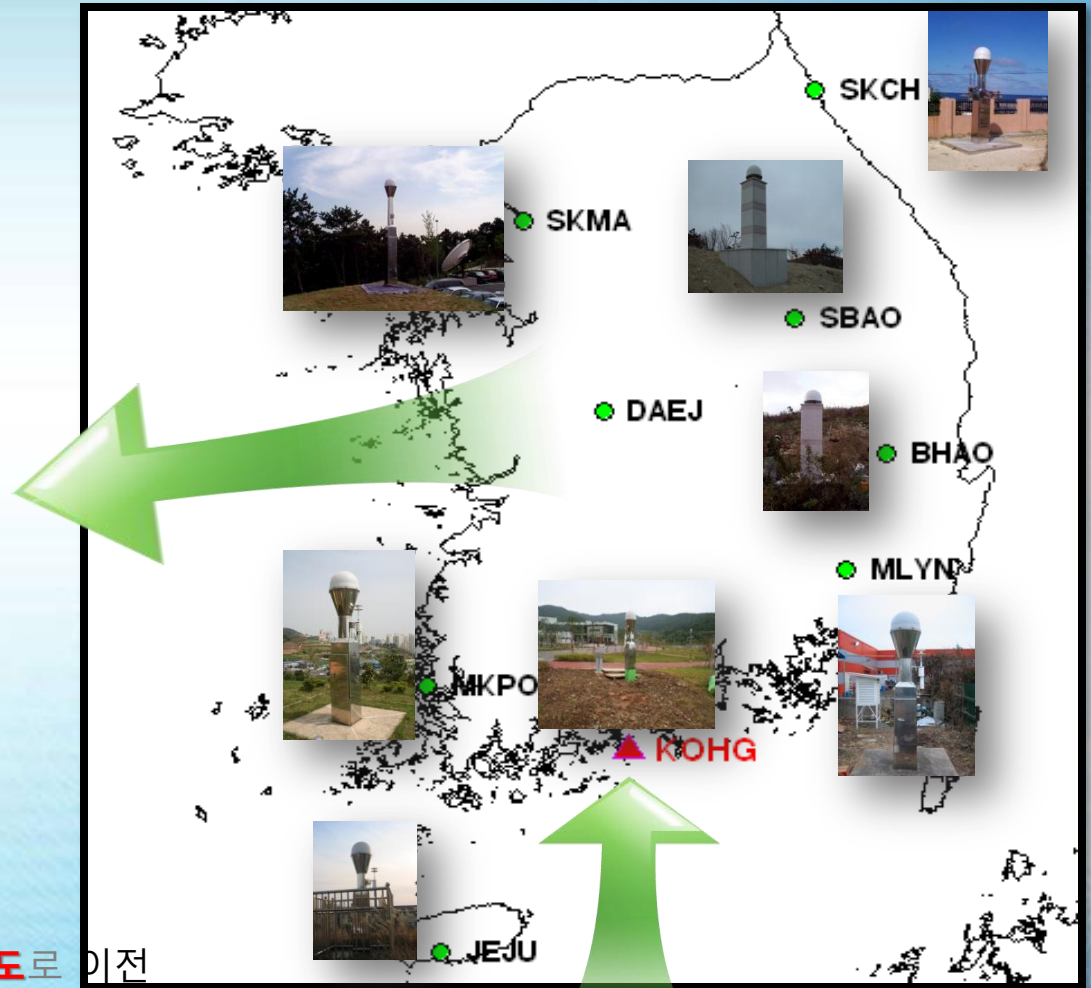 SKCH
SKMA
SBAO
DAEJ
BHAO
MLYN
MKPO
KOHG
JEJU
도로 이전